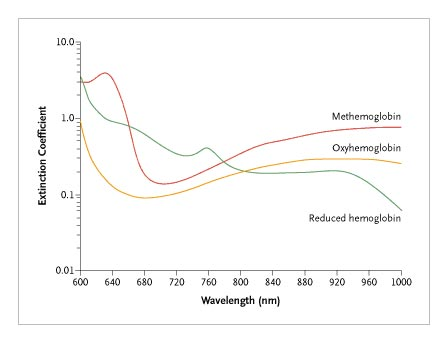 10.0
1.0
0.1
0.01
Extinction Coefficient
Methemoglobin
Oxyhemoglobin
Reduced hemoglobin
600 640 680 720 760 800 840 880 920 960 1000
Wavelength (nm)